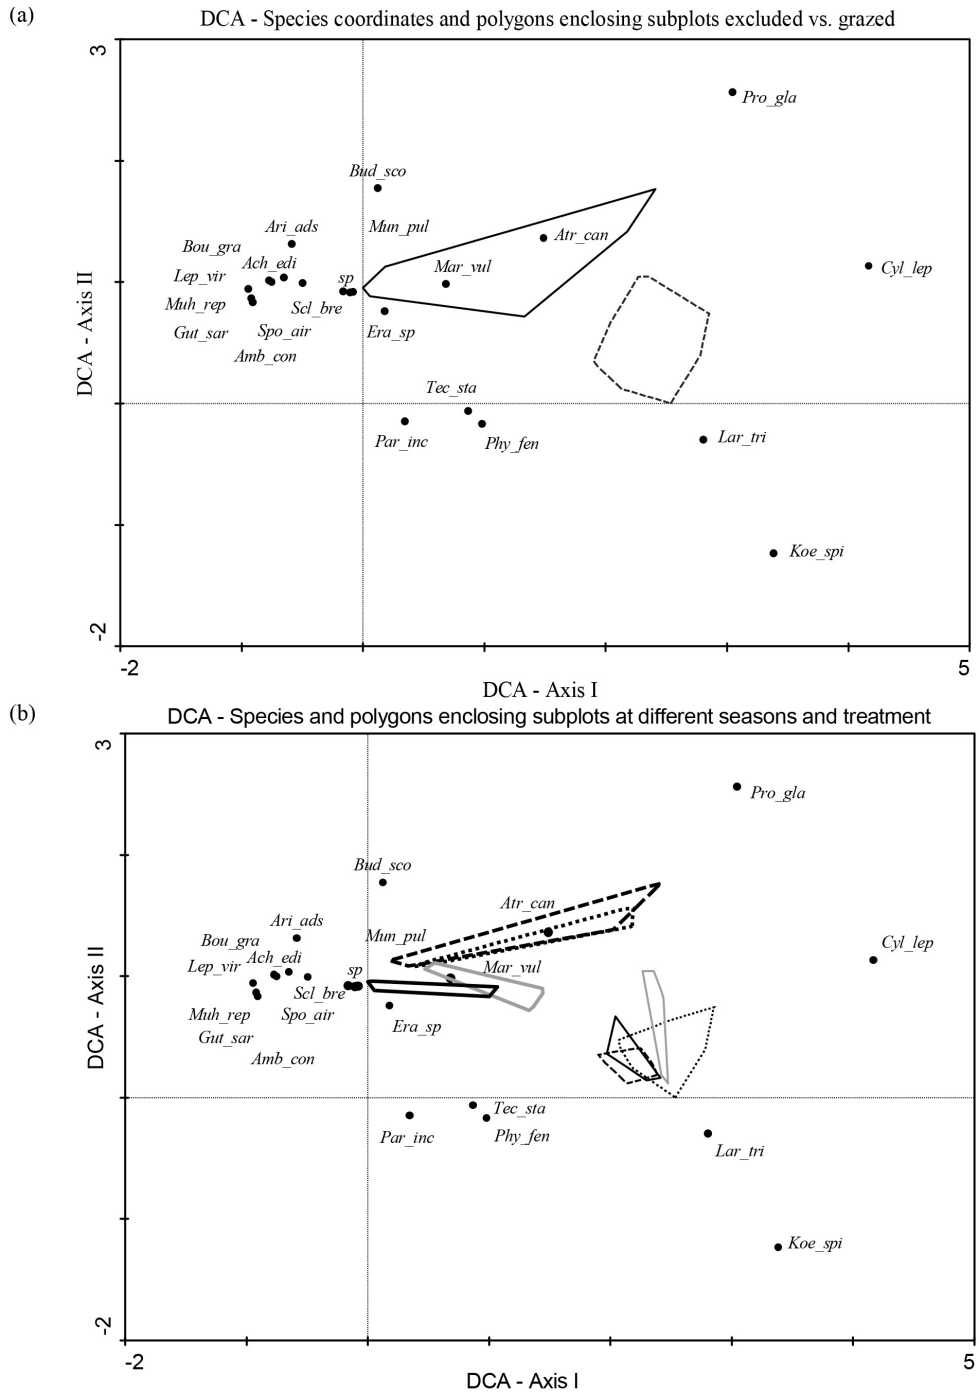 (a)
DCA - Species coordinates and polygons enclosing subplots excluded vs. grazed
3
Pro_gla
Bud_sco
Mun_pul
Ari_ads
Atr_can
Bou_gra
Ach_edi
Mar_vul
Cyl_lep
Lep_vir
sp
DCA - Axis II
Muh_rep
Scl_bre
Gut_sar
Spo_air
Era_sp
Amb_con
Tec_sta
Par_inc
Phy_fen
Lar_tri
Koe_spi
-2
-2
5
DCA - Axis I
(b)
DCA - Species and polygons enclosing subplots at different seasons and treatment
3
Pro_gla
Bud_sco
Atr_can
Ari_ads
Mun_pul
Bou_gra
Cyl_lep
Ach_edi
Lep_vir
sp
Mar_vul
DCA - Axis II
Scl_bre
Muh_rep
Spo_air
Era_sp
Gut_sar
Amb_con
Tec_sta
Par_inc
Phy_fen
Lar_tri
Koe_spi
-2
-2
5
DCA - Axis I